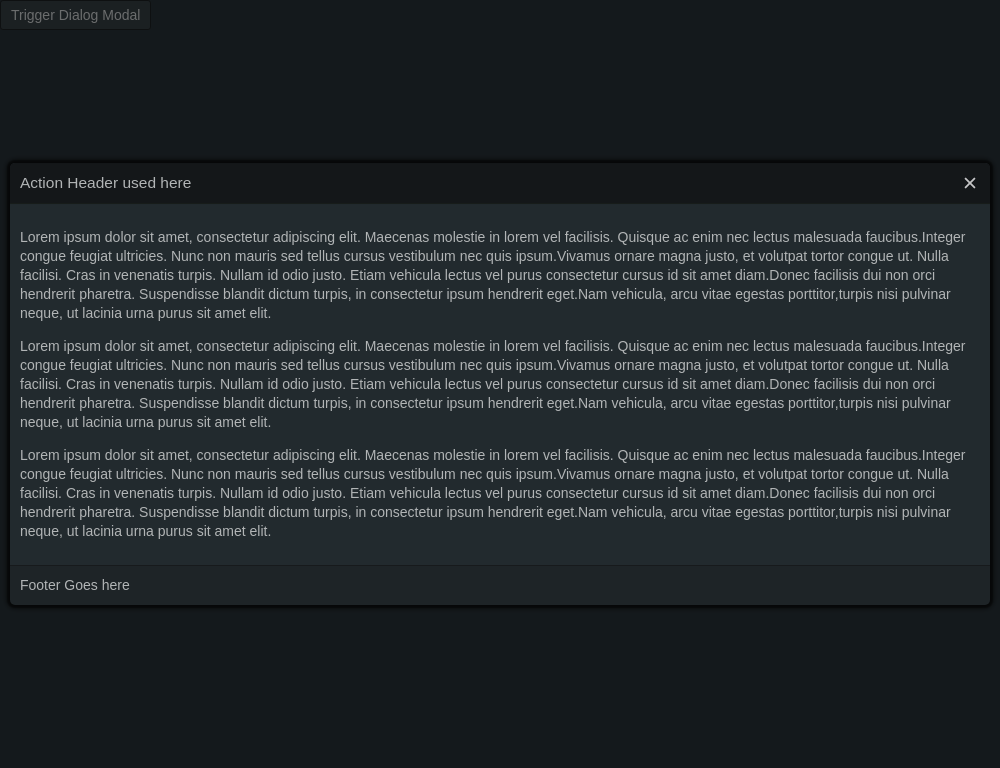 Trigger Dialog Modal
Action Header used here
Lorem ipsum dolor sit amet, consectetur adipiscing elit. Maecenas molestie in lorem vel facilisis. Quisque ac enim nec lectus malesuada faucibus.Integer
congue feugiat ultricies. Nunc non mauris sed tellus cursus vestibulum nec quis ipsum.Vivamus ornare magna justo, et volutpat tortor congue ut. Nulla
facilisi. Cras in venenatis turpis. Nullam id odio justo. Etiam vehicula lectus vel purus consectetur cursus id sit amet diam.Donec facilisis dui non orci
hendrerit pharetra. Suspendisse blandit dictum turpis, in consectetur ipsum hendrerit eget.Nam vehicula, arcu vitae egestas porttitor,turpis nisi pulvinar
neque, ut lacinia urna purus sit amet elit.
Lorem ipsum dolor sit amet, consectetur adipiscing elit. Maecenas molestie in lorem vel facilisis. Quisque ac enim nec lectus malesuada faucibus.Integer
congue feugiat ultricies. Nunc non mauris sed tellus cursus vestibulum nec quis ipsum.Vivamus ornare magna justo, et volutpat tortor congue ut. Nulla
facilisi. Cras in venenatis turpis. Nullam id odio justo. Etiam vehicula lectus vel purus consectetur cursus id sit amet diam.Donec facilisis dui non orci
hendrerit pharetra. Suspendisse blandit dictum turpis, in consectetur ipsum hendrerit eget.Nam vehicula, arcu vitae egestas porttitor,turpis nisi pulvinar
neque, ut lacinia urna purus sit amet elit.
Lorem ipsum dolor sit amet, consectetur adipiscing elit. Maecenas molestie in lorem vel facilisis. Quisque ac enim nec lectus malesuada faucibus.Integer
congue feugiat ultricies. Nunc non mauris sed tellus cursus vestibulum nec quis ipsum.Vivamus ornare magna justo, et volutpat tortor congue ut. Nulla
facilisi. Cras in venenatis turpis. Nullam id odio justo. Etiam vehicula lectus vel purus consectetur cursus id sit amet diam.Donec facilisis dui non orci
hendrerit pharetra. Suspendisse blandit dictum turpis, in consectetur ipsum hendrerit eget.Nam vehicula, arcu vitae egestas porttitor,turpis nisi pulvinar
neque, ut lacinia urna purus sit amet elit.
Footer Goes here